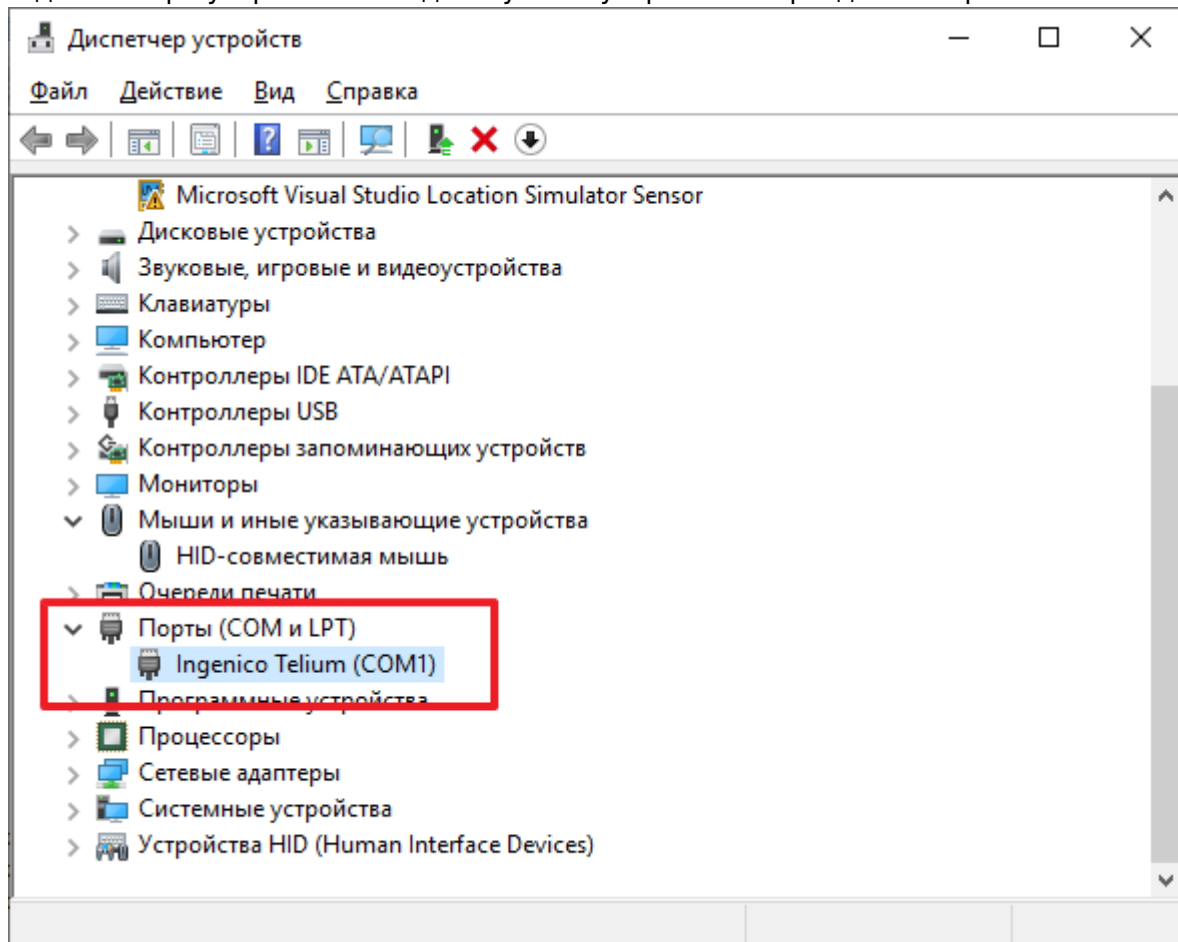 Диспетчер устройств
Файл Действие Вид Справка
Microsoft Visual Studio Location Simulator Sensor
Дисковые устройства
Звуковые, игровые и видеоустройства
Клавиатуры
Компьютер
Контроллеры IDE ATA/ATAPI
Контроллеры USB
Контроллеры запоминающих устройств
Мониторы
Мыши и иные указывающие устройства
HID-совместимая мышь
Очереди печати
Порты (COM и LPT)
Ingenico Telium (COM1)
Программные устройства
Процессоры
Сетевые адаптеры
Системные устройства
Устройства HID (Human Interface Devices)